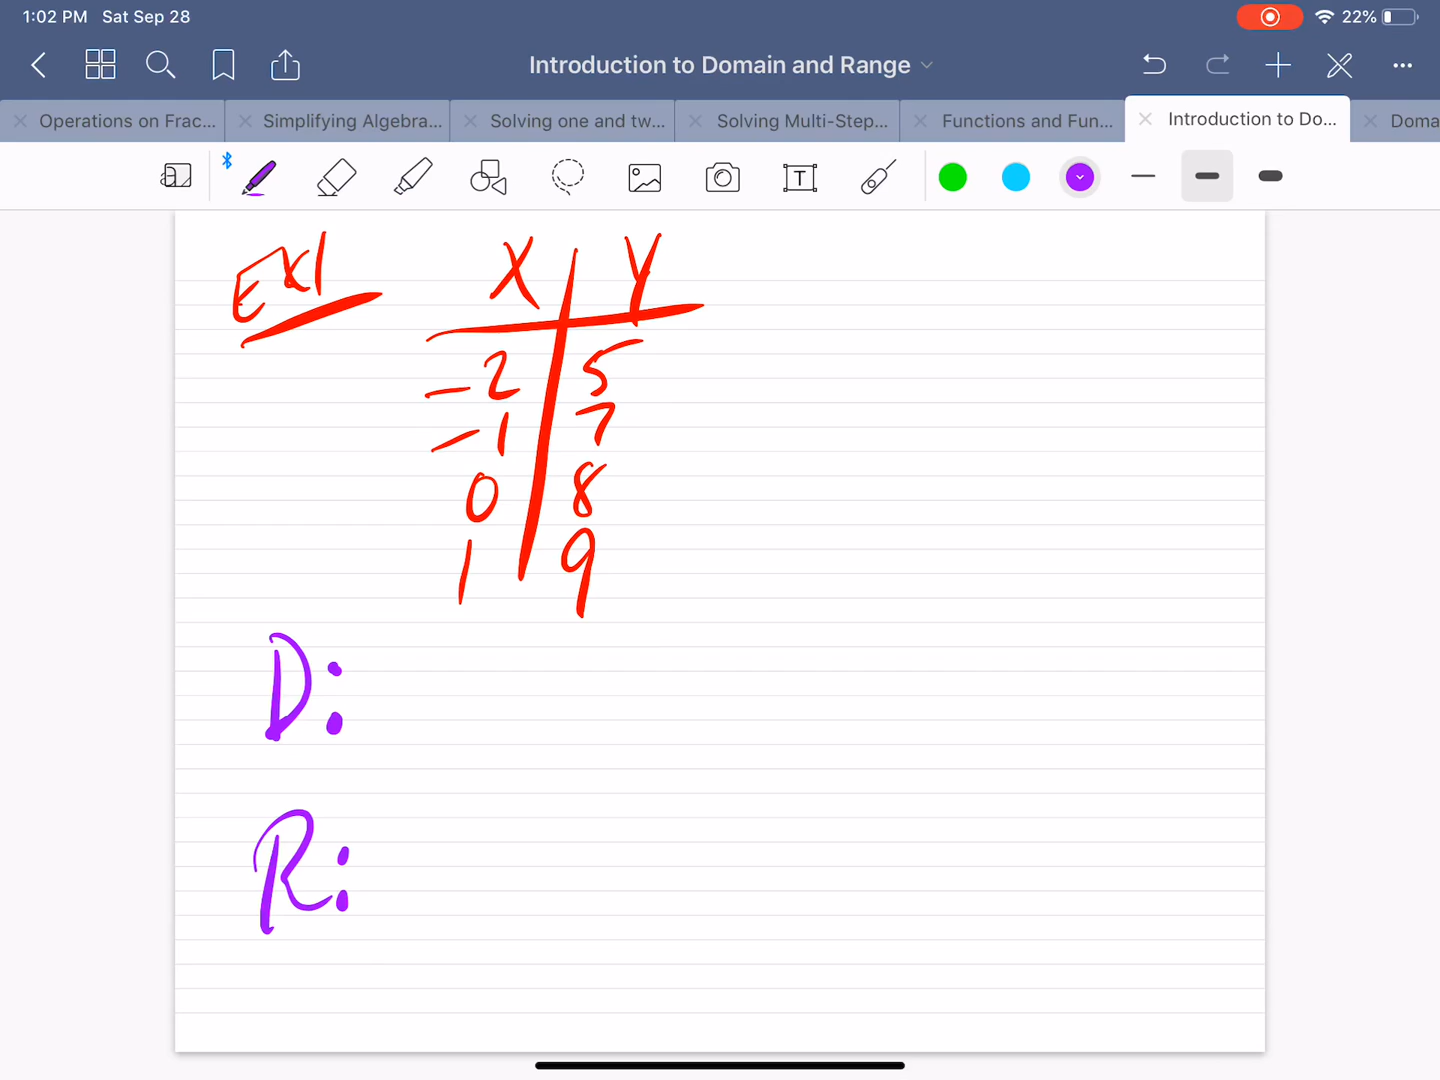 1:02 PM Sat Sep 28
22%
Introduction to Domain and Range
Operations on Frac...
Simplifying Algebra...
Solving one and tw...
Solving Multi-Step...
Functions and Fun...
Introduction to Do...
Doma
a
T
EX1
X Y
-2 5
-1 7
0 8
1 9
D:
R: